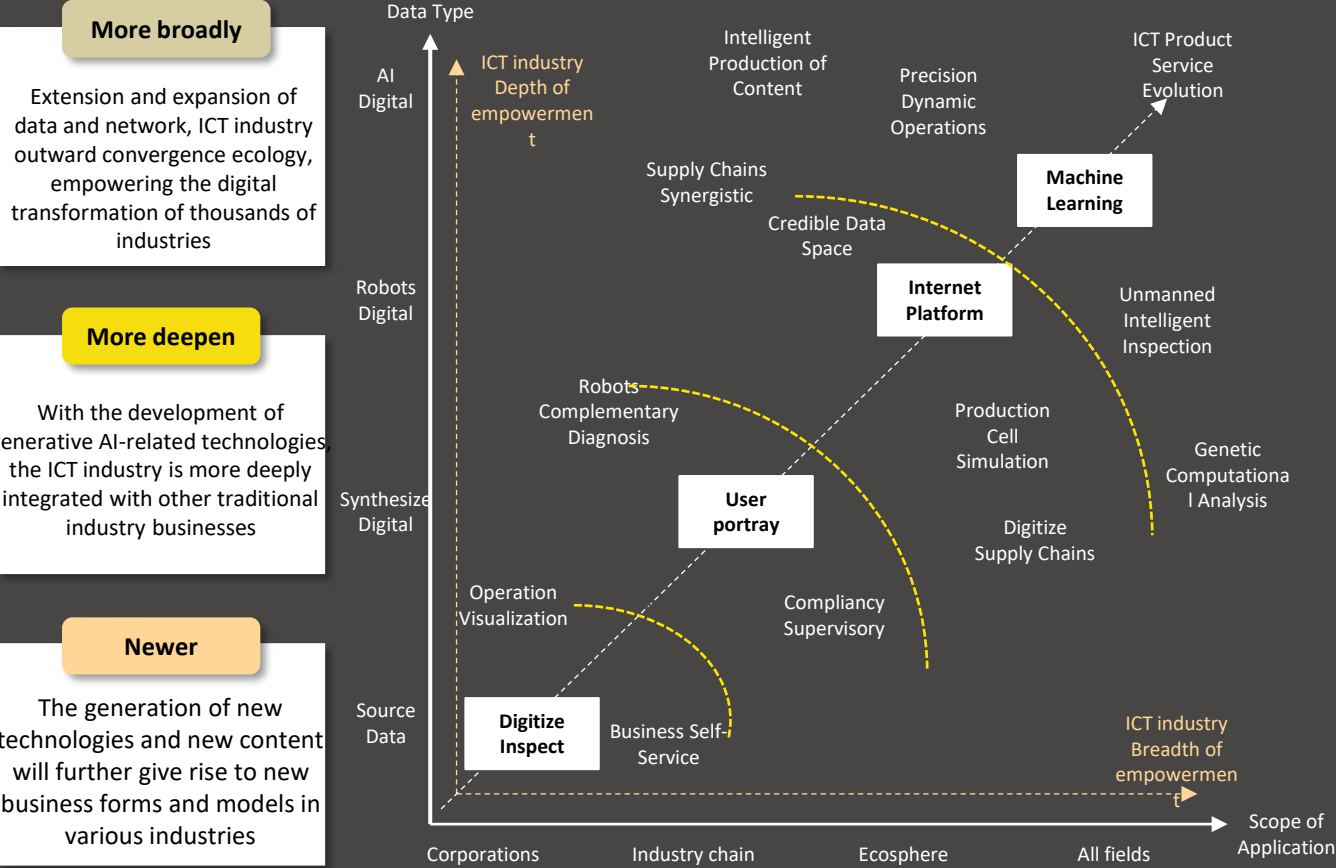 More broadly
Extension and expansion of
data and network, ICT industry
outward convergence ecology,
empowering the digital
transformation of thousands of
industries
More deepen
With the development of
enerative AI-related technologies,
the ICT industry is more deeply
integrated with other traditional
industry businesses
Newer
The generation of new
technologies and new content
will further give rise to new
business forms and models in
various industries
Data Type
AI
Digital
Robots
Digital
Synthesize
Digital
Source
Data
ICT industry
Depth of
empowermen
t
Intelligent
Production of
Content
Precision
Dynamic
Operations
ICT Product
Service
Evolution
Supply Chains
Synergistic
Credible Data
Space
Machine
Learning
Internet
Platform
Unmanned
Intelligent
Inspection
Robots
Complementary
Diagnosis
Production
Cell
Simulation
Genetic
Computationa
l Analysis
User
portray
Digitize
Supply Chains
Operation
Visualization
Compliancy
Supervisory
Digitize
Inspect
Business Self-
Service
ICT industry
Breadth of
empowermen
t
Scope of
Application
Corporations
Industry chain
Ecosphere
All fields